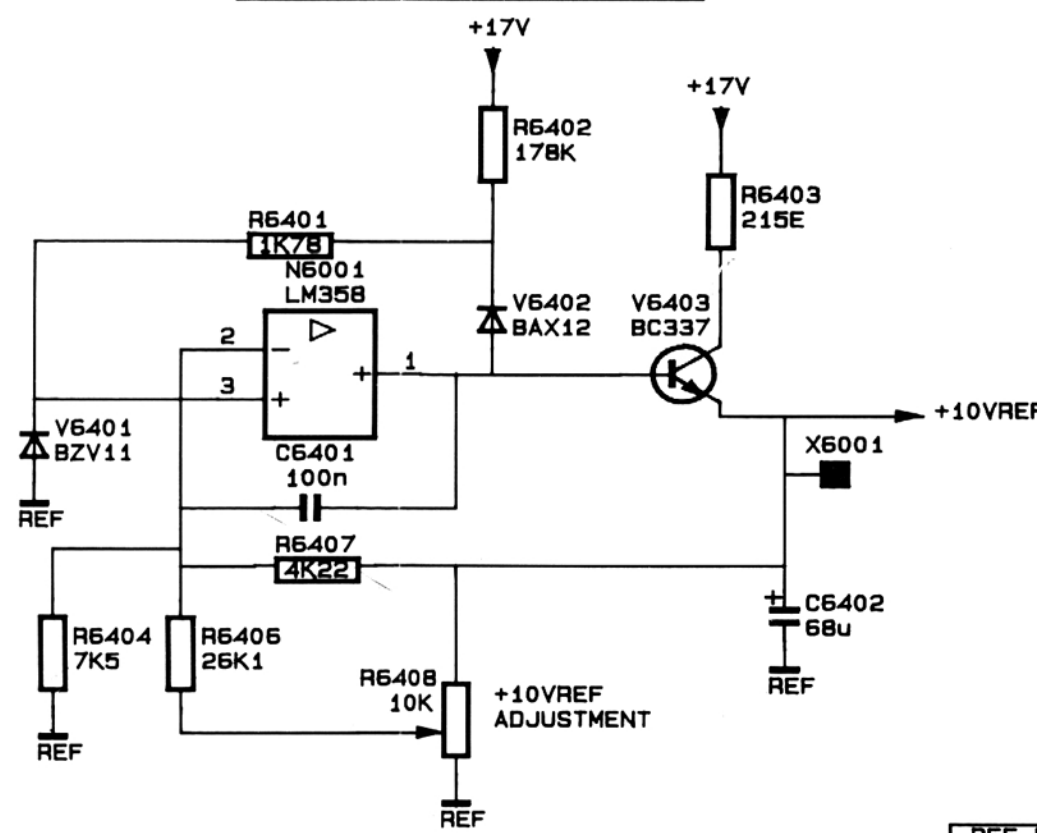 +17V
+17V
R6402
178K
R6403
215E
R6401
1K78
N6001
LM358
V6402
BAX12
V6403
BC337
2
-
+
1
3
+
+10VREF
V6401
BZV11
C6401
100n
X6001
REF
R6407
4K22
+
C6402
68u
R6404
7K5
R6406
26K1
REF
R6408
10K
+10VREF
ADJUSTMENT
REF
REF